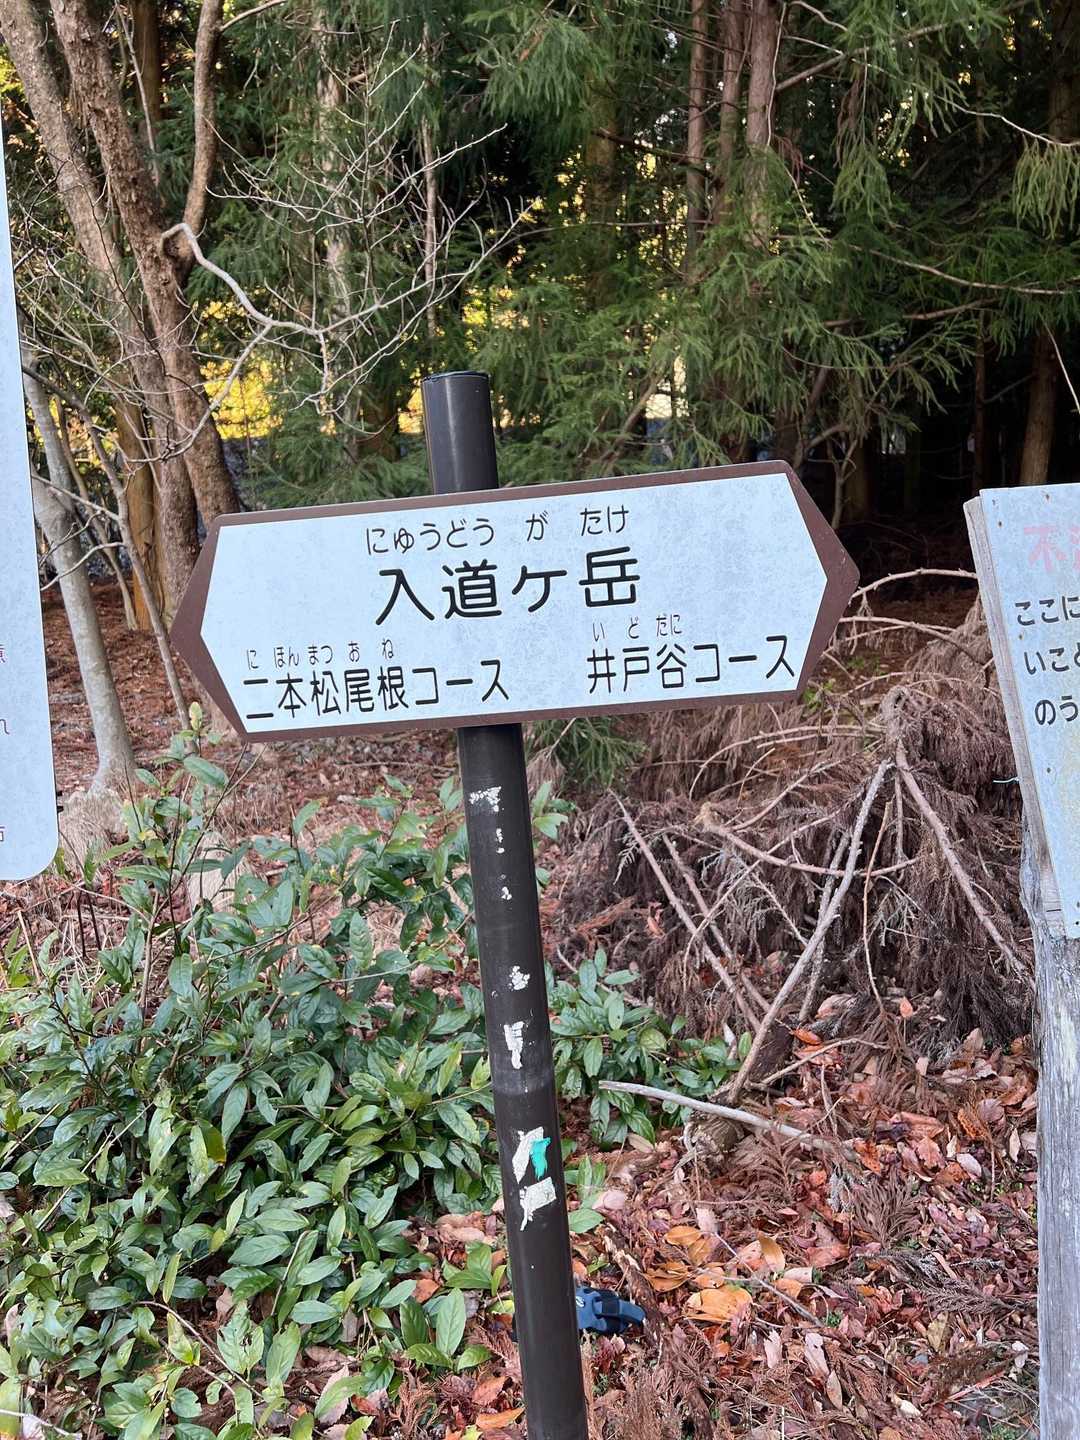 にゅうどう が たけ
入道ヶ岳
に ほん まつ お ね
二本松尾根コース
い ど だに
井戸谷コース
ここに
いこと
のう